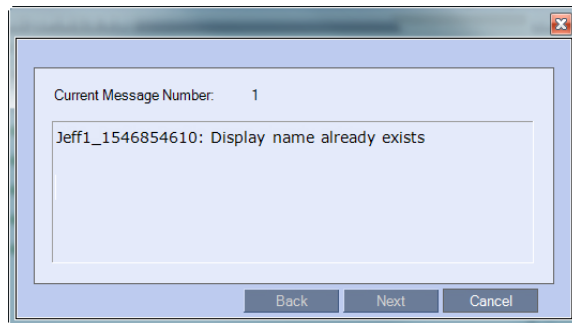 Current Message Number: 1
Jeff1_1546854610: Display name already exists
Back Next Cancel